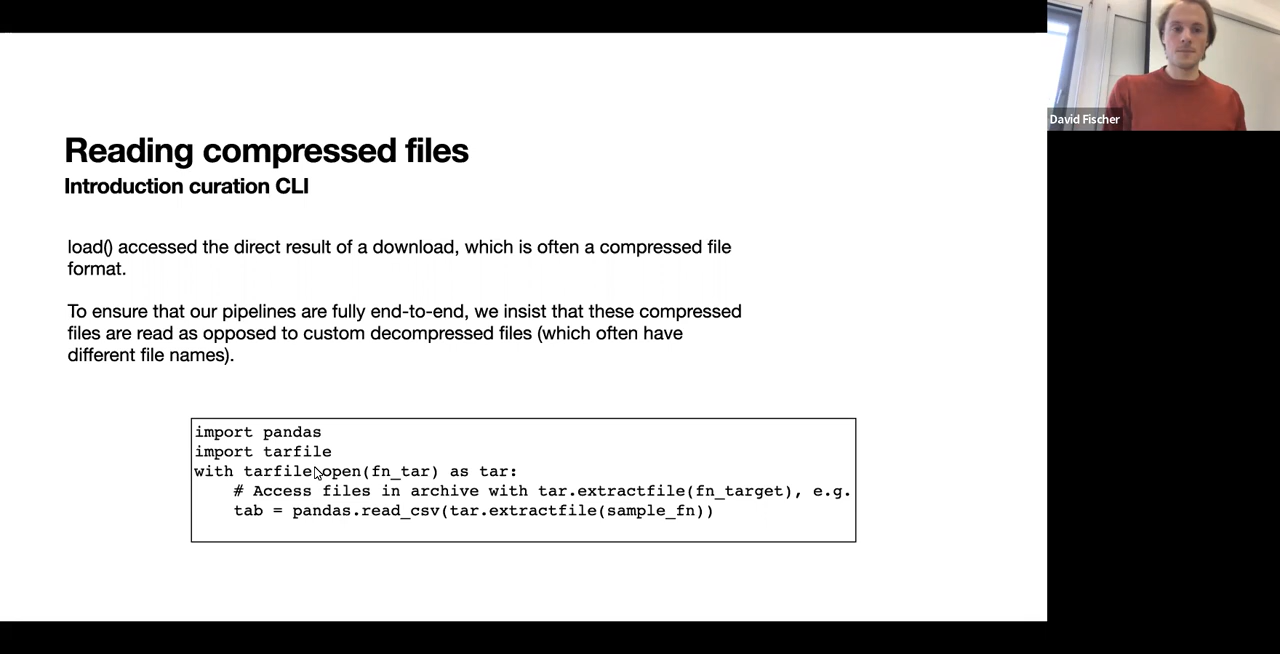 Reading compressed files
Introduction curation CLI
load() accessed the direct result of a download, which is often a compressed file
format.
To ensure that our pipelines are fully end-to-end, we insist that these compressed
files are read as opposed to custom decompressed files (which often have
different file names).
import pandas
import tarfile
with tarfile.open(fn_tar) as tar:
    # Access files in archive with tar.extractfile(fn_target), e.g.
    tab = pandas.read_csv(tar.extractfile(sample_fn))
David Fischer